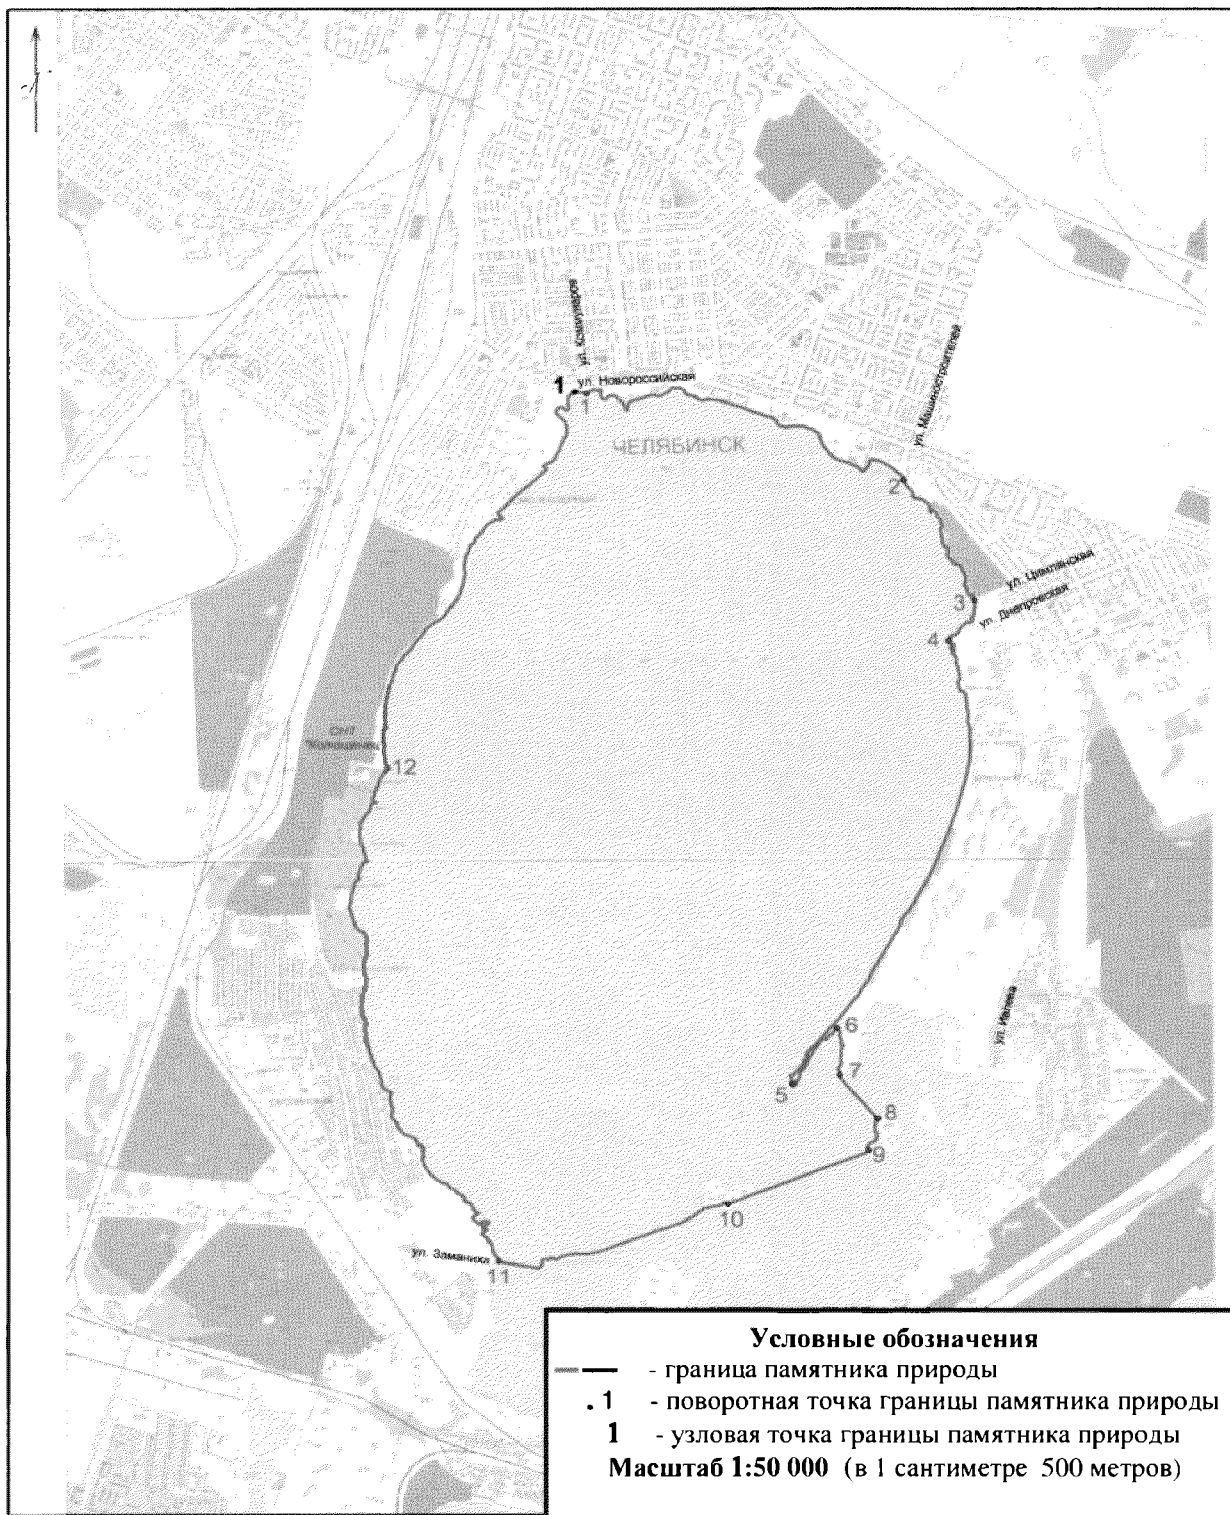 ул. Коммунаров
1
ул. Новороссийская
1
ЧЕЛЯБИНСК
ул. Машиностроителей
2
ул. Цимлянская
3
ул. Днепровская
4
СНТ
12
6
ул. Ивлева
7
5
8
9
10
ул. Заманиха
11
Условные обозначения
- граница памятника природы
. 1 - поворотная точка границы памятника природы
1 - узловая точка границы памятника природы
Масштаб 1:50 000 (в 1 сантиметре 500 метров)